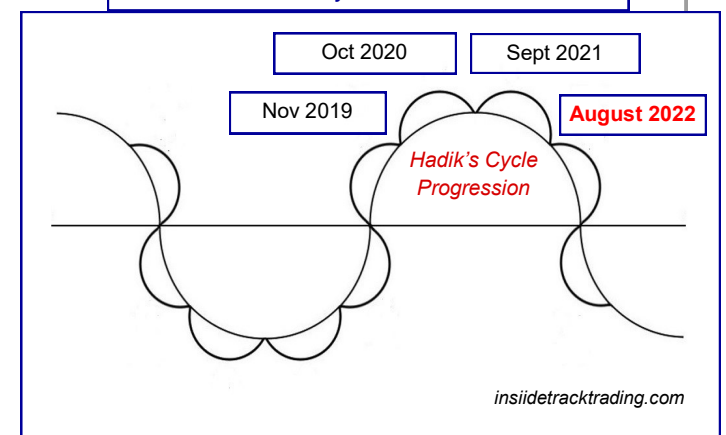 Oct 2020
Sept 2021
Nov 2019
August 2022
Hadik's Cycle
Progression
insiidetracktrading.com